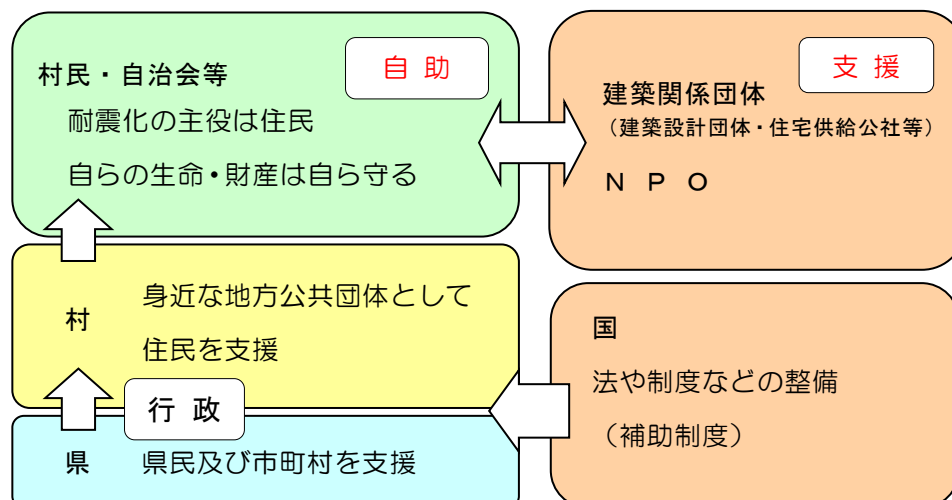 自 助
村民・自治会等
耐震化の主役は住民
自らの生命・財産は自ら守る
支 援
建築関係団体
（建築設計団体・住宅供給公社等）
Ｎ Ｐ Ｏ
村
身近な地方公共団体として
住民を支援
行 政
県
県民及び市町村を支援
国
法や制度などの整備
（補助制度）